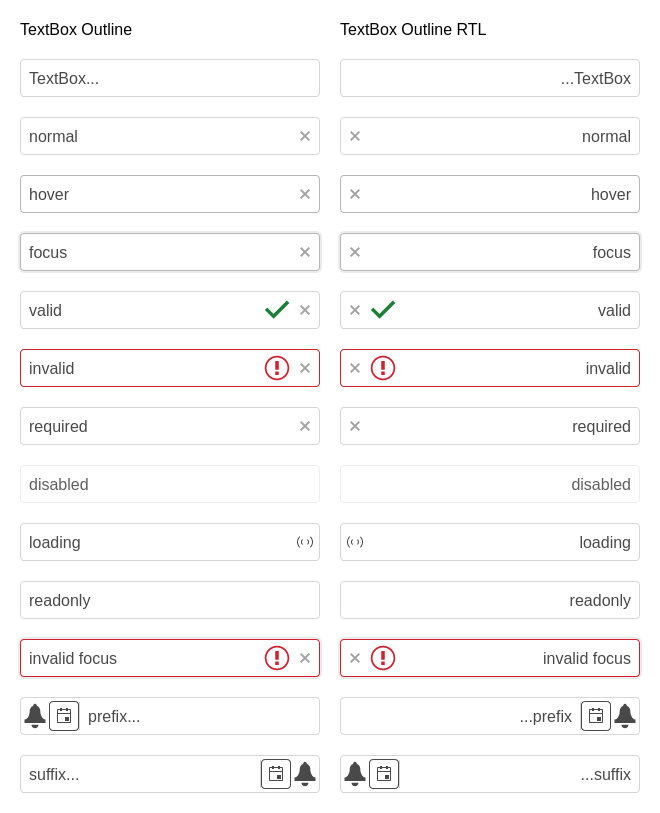 TextBox Outline
TextBox...
normal
hover
focus
valid
invalid
required
disabled
loading
readonly
invalid focus
prefix...
suffix...
TextBox Outline RTL
...TextBox
normal
hover
focus
valid
invalid
required
disabled
loading
readonly
invalid focus
...prefix
...suffix